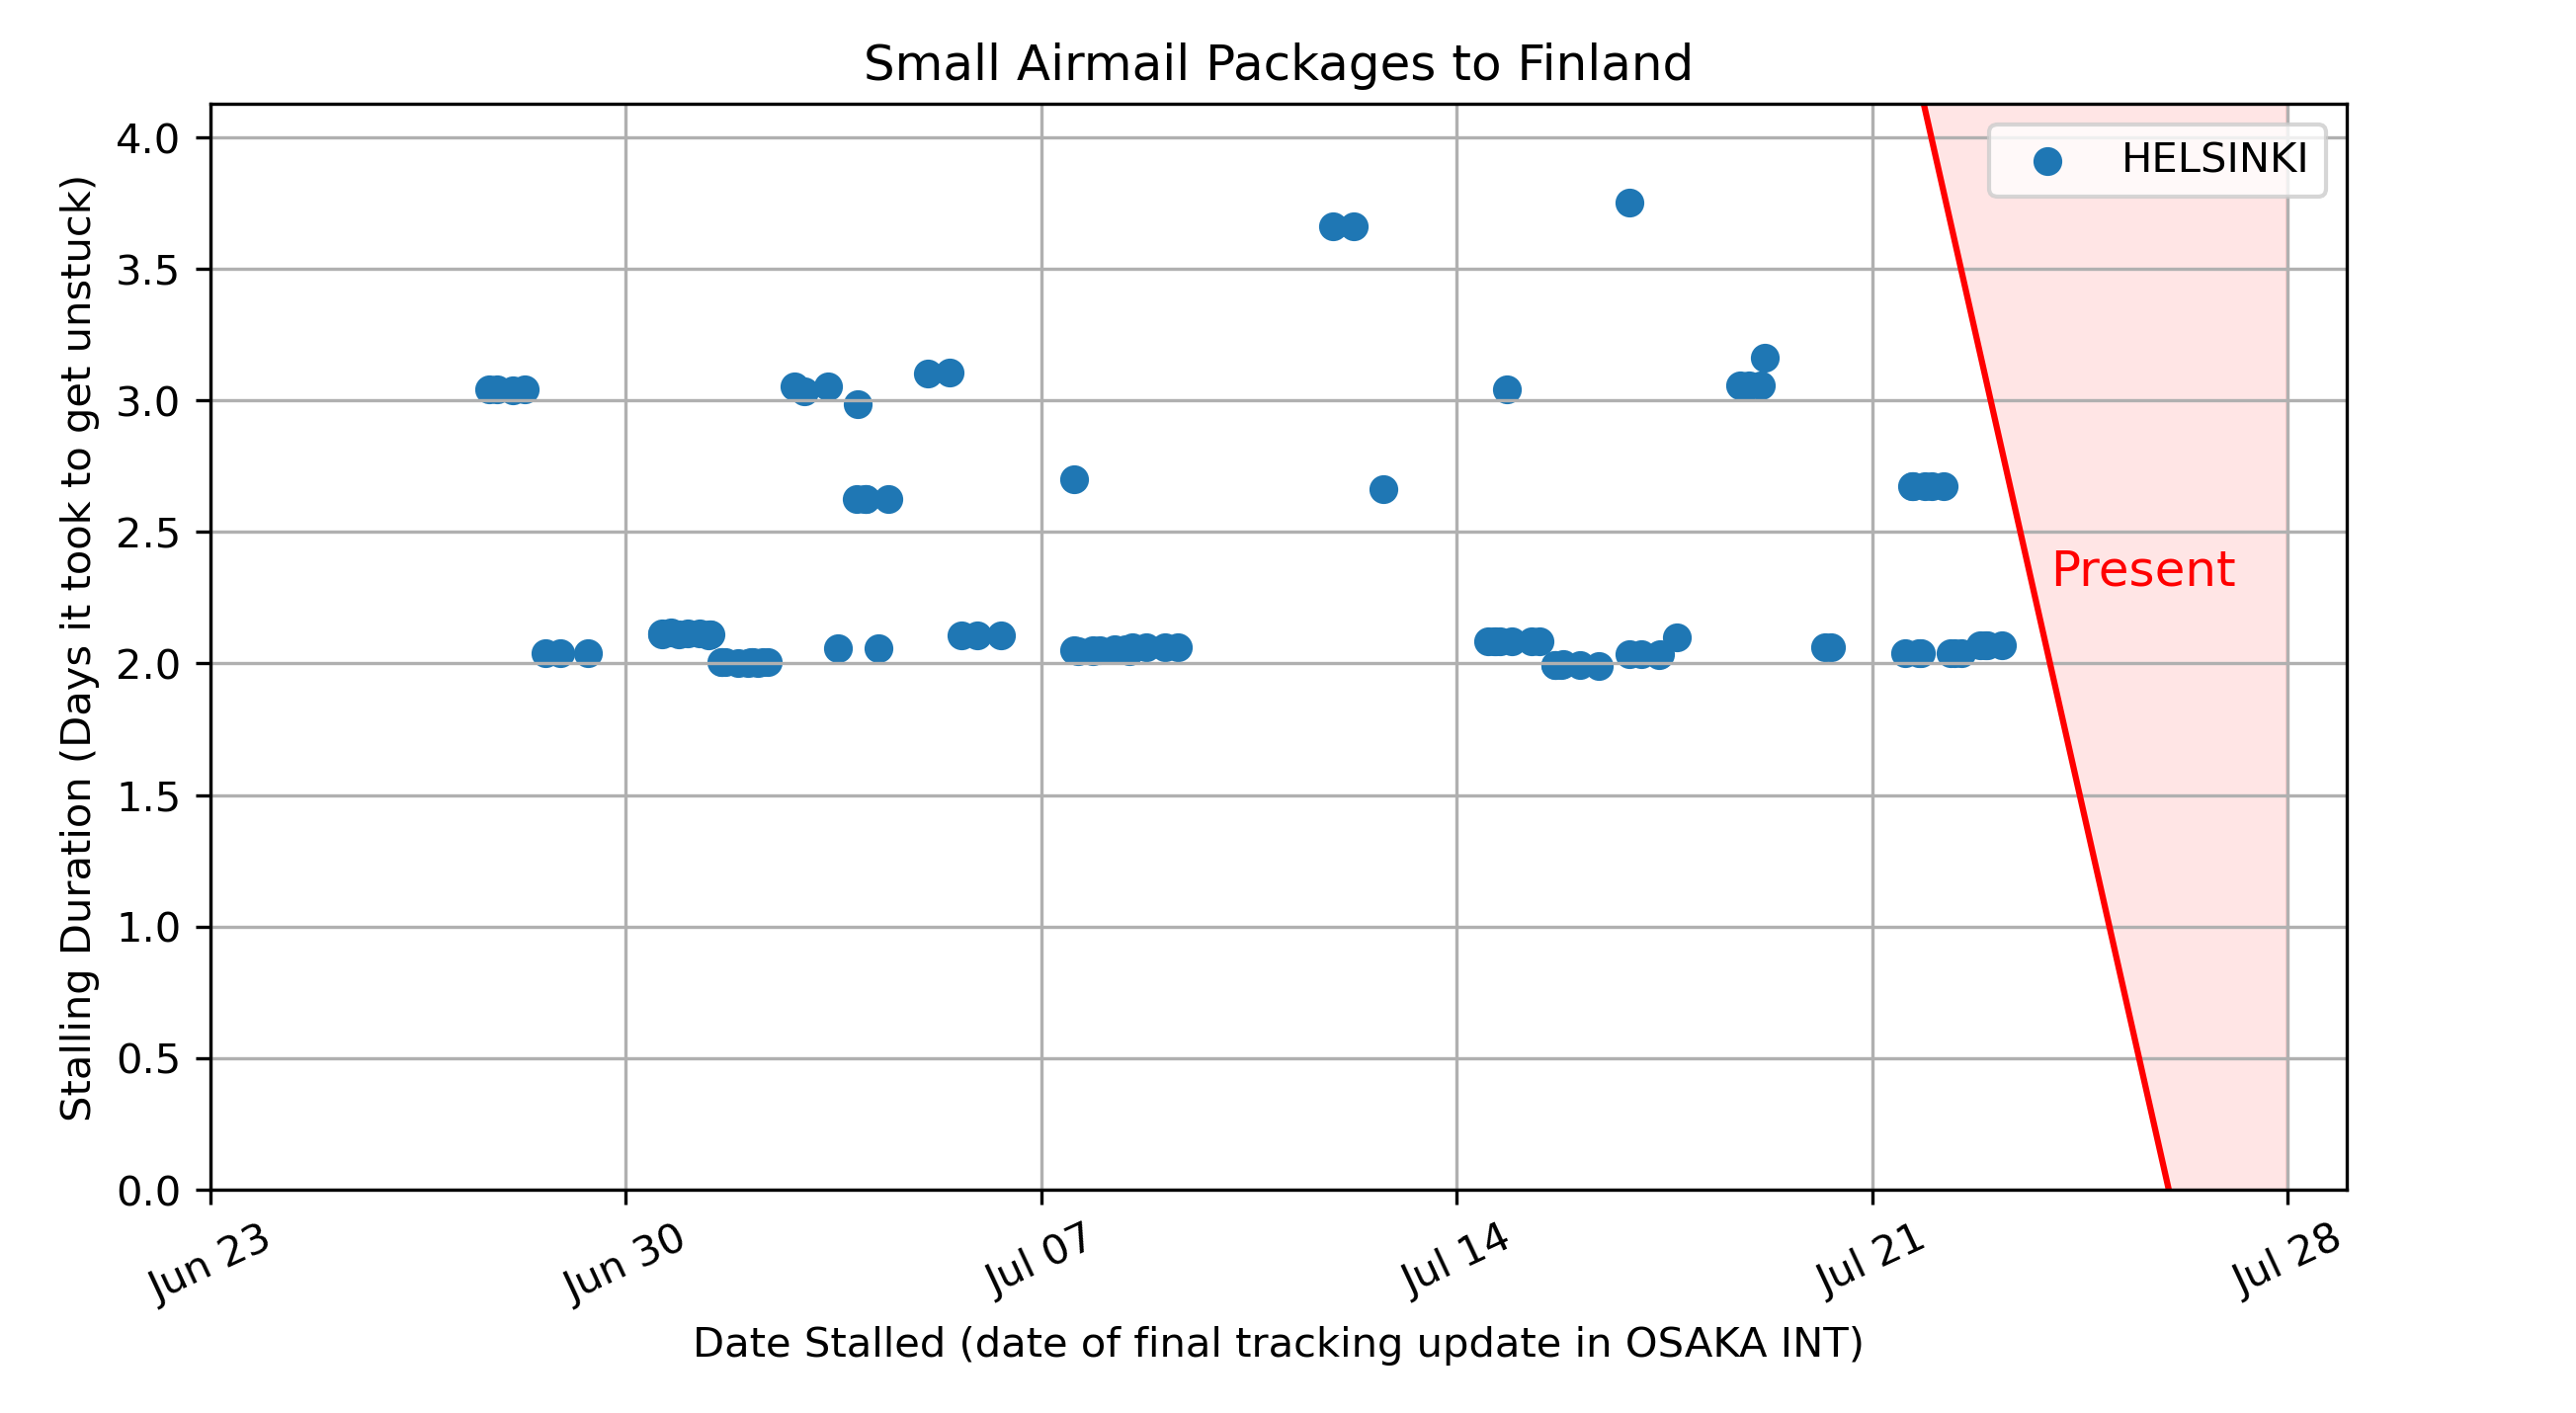 Small Airmail Packages to Finland
Stalling Duration (Days it took to get unstuck)
4.0
3.5
3.0
2.5
2.0
1.5
1.0
0.5
0.0
HELSINKI
Present
Jun 23
Jun 30
Jul 07
Jul 14
Jul 21
Jul 28
Date Stalled (date of final tracking update in OSAKA INT)